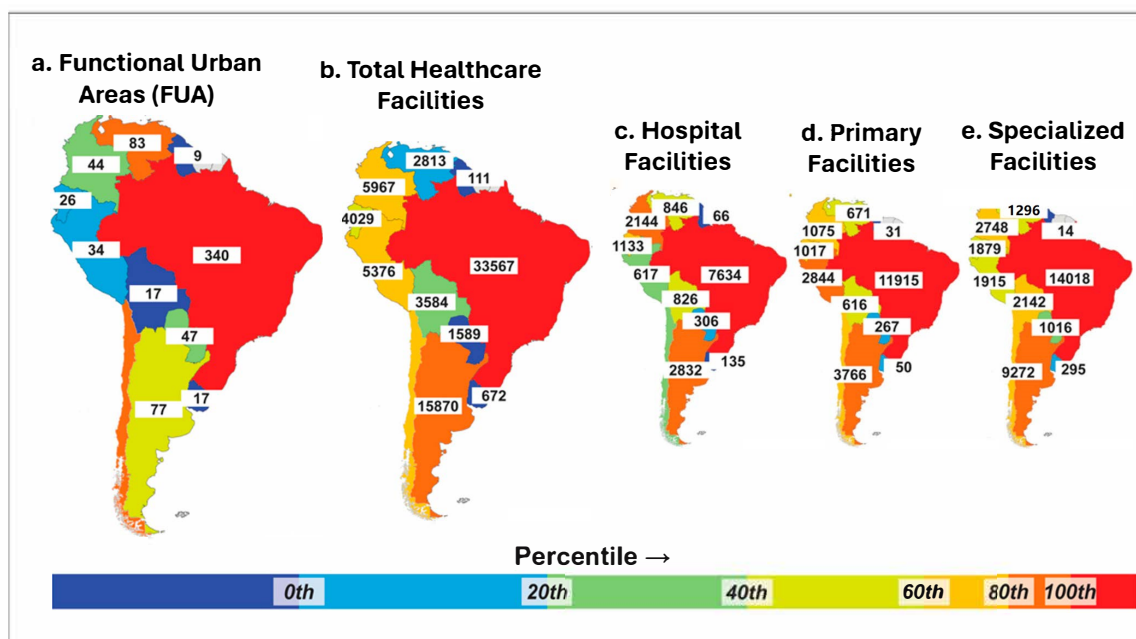 a. Functional Urban
Areas (FUA)
83
9
44
26
34
340
17
47
17
77
b. Total Healthcare
Facilities
2813
111
5967
4029
5376
33567
3584
1589
672
15870
c. Hospital
Facilities
846
66
2144
1133
617
7634
826
306
135
2832
d. Primary
Facilities
671
31
1075
1017
2844
11915
616
267
50
3766
e. Specialized
Facilities
1296
14
2748
1879
1915
14018
2142
1016
295
9272
Percentile →
0th
20th
40th
60th
80th
100th